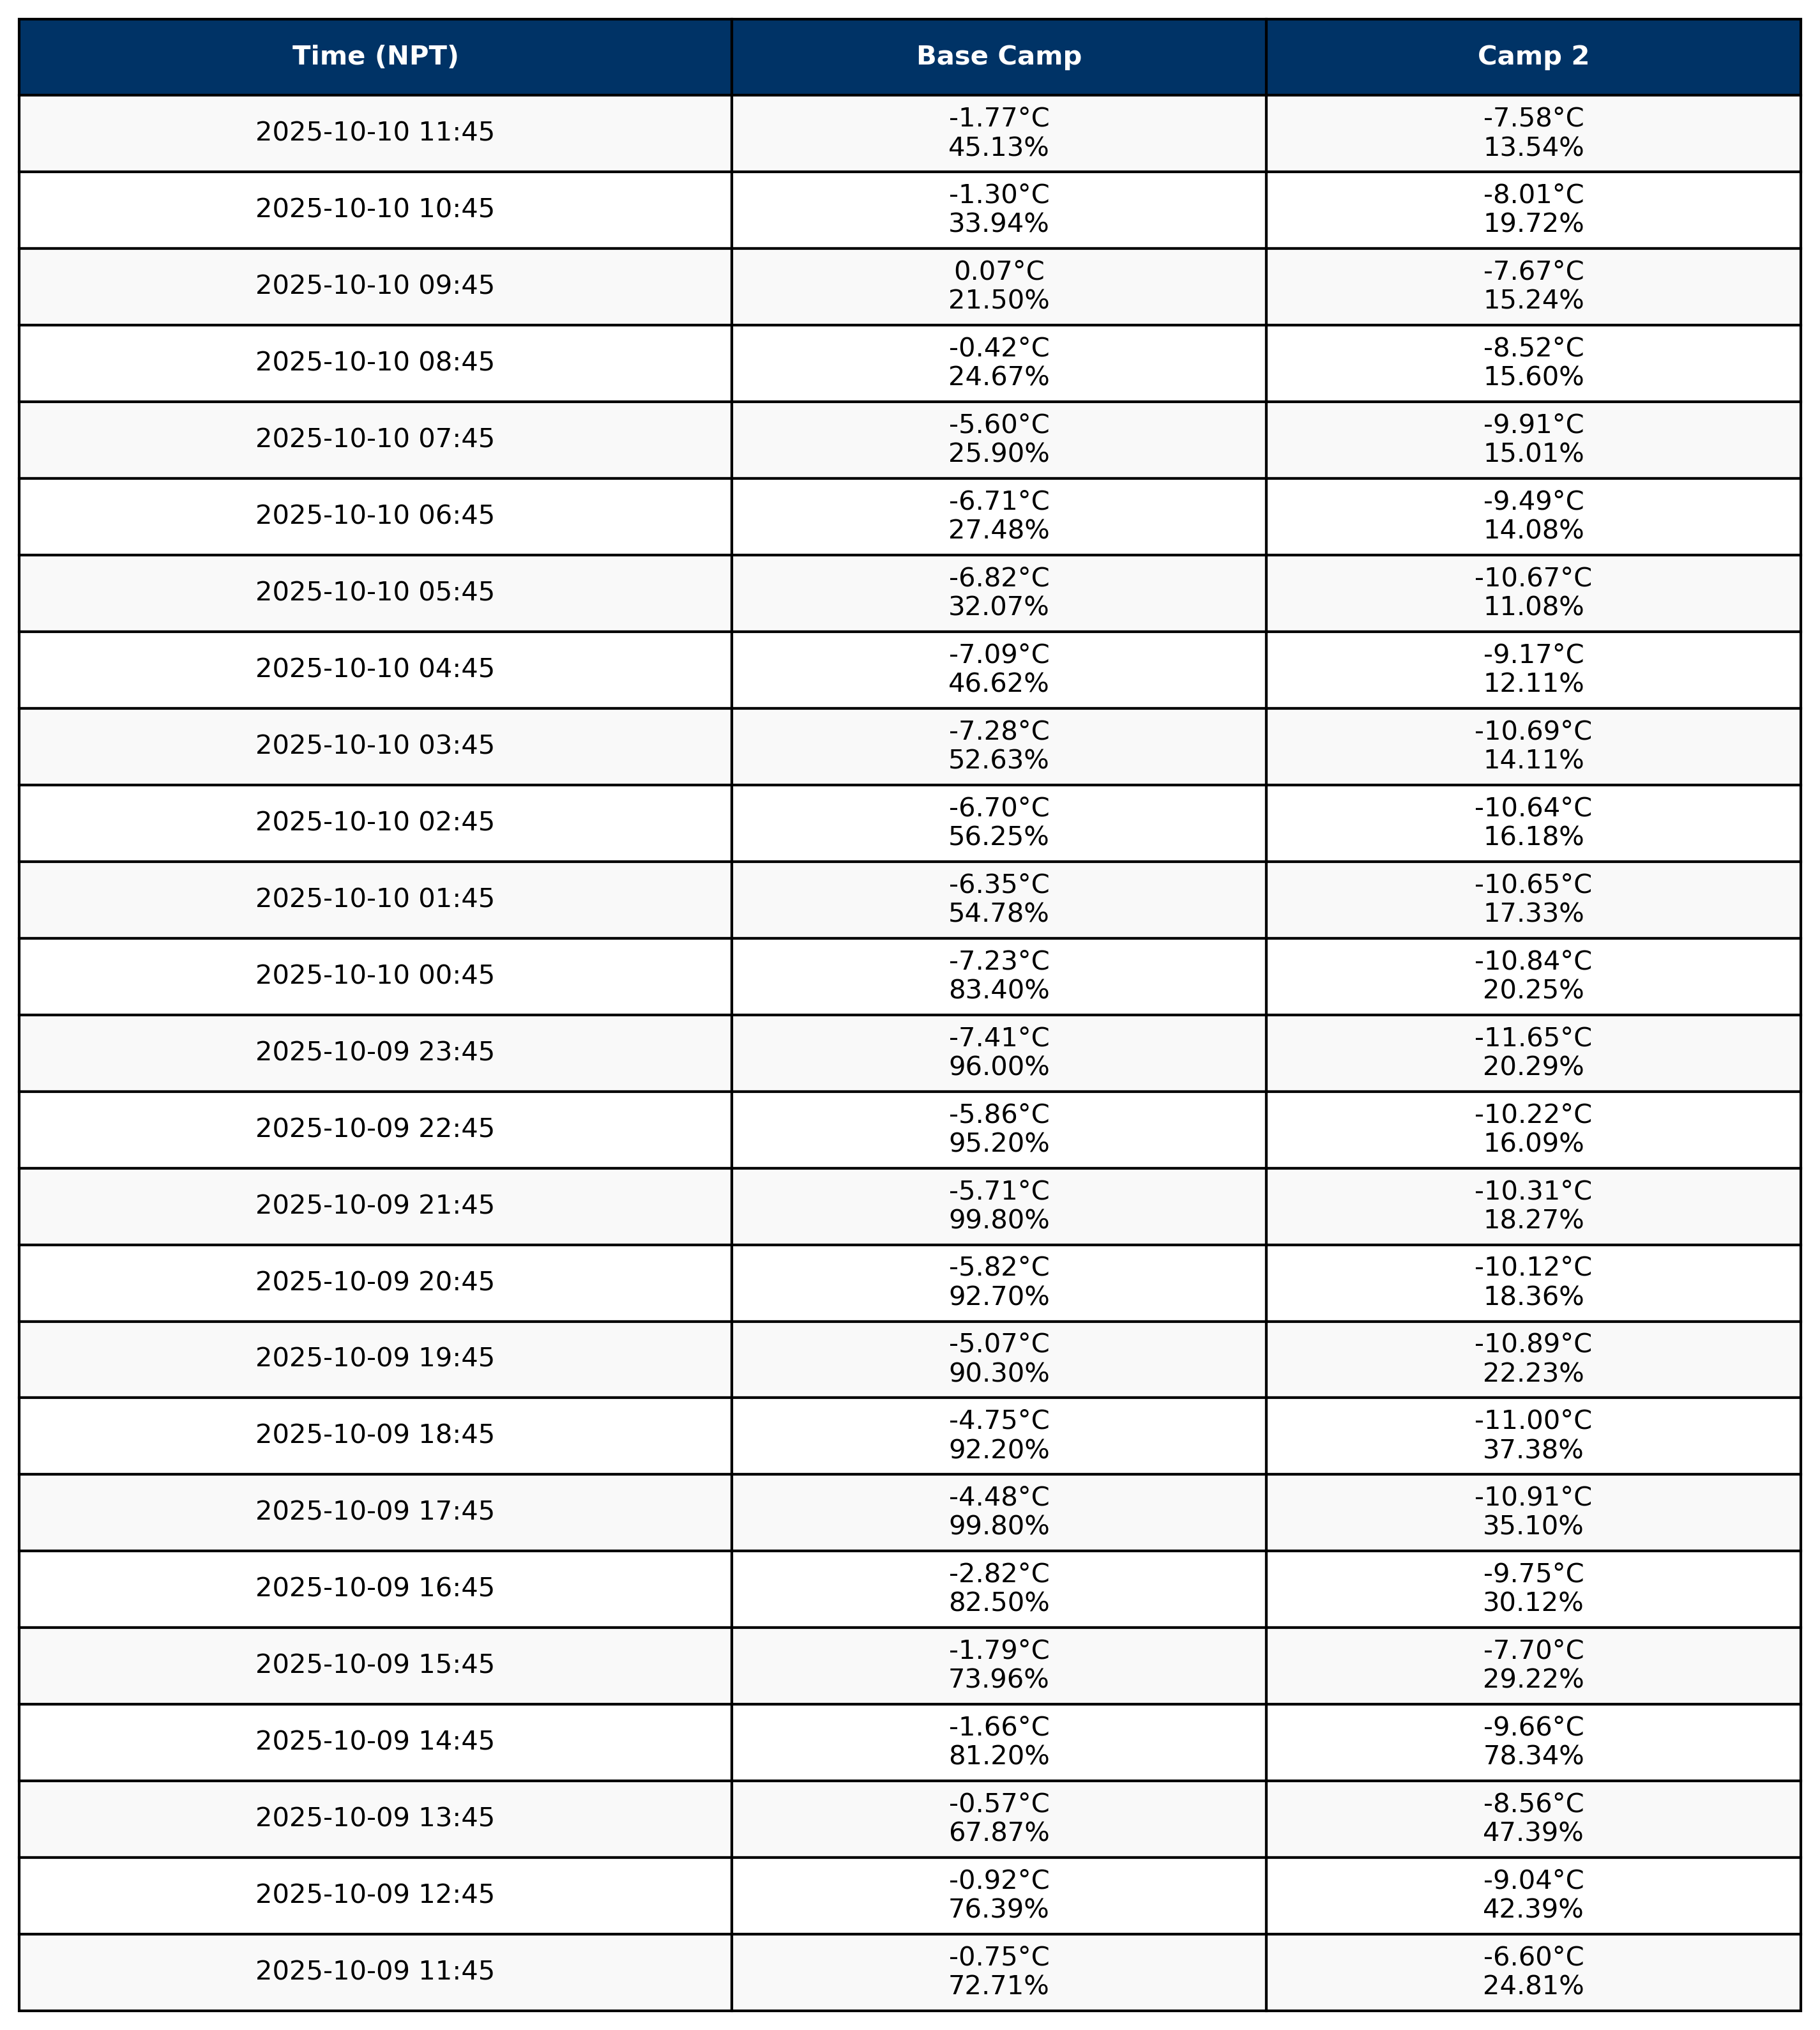 Time (NPT) Base Camp Camp 2
2025-10-10 11:45 -1.77°C -7.58°C
45.13% 13.54%
2025-10-10 10:45 -1.30°C -8.01°C
33.94% 19.72%
2025-10-10 09:45 0.07°C -7.67°C
21.50% 15.24%
2025-10-10 08:45 -0.42°C -8.52°C
24.67% 15.60%
2025-10-10 07:45 -5.60°C -9.91°C
25.90% 15.01%
2025-10-10 06:45 -6.71°C -9.49°C
27.48% 14.08%
2025-10-10 05:45 -6.82°C -10.67°C
32.07% 11.08%
2025-10-10 04:45 -7.09°C -9.17°C
46.62% 12.11%
2025-10-10 03:45 -7.28°C -10.69°C
52.63% 14.11%
2025-10-10 02:45 -6.70°C -10.64°C
56.25% 16.18%
2025-10-10 01:45 -6.35°C -10.65°C
54.78% 17.33%
2025-10-10 00:45 -7.23°C -10.84°C
83.40% 20.25%
2025-10-09 23:45 -7.41°C -11.65°C
96.00% 20.29%
2025-10-09 22:45 -5.86°C -10.22°C
95.20% 16.09%
2025-10-09 21:45 -5.71°C -10.31°C
99.80% 18.27%
2025-10-09 20:45 -5.82°C -10.12°C
92.70% 18.36%
2025-10-09 19:45 -5.07°C -10.89°C
90.30% 22.23%
2025-10-09 18:45 -4.75°C -11.00°C
92.20% 37.38%
2025-10-09 17:45 -4.48°C -10.91°C
99.80% 35.10%
2025-10-09 16:45 -2.82°C -9.75°C
82.50% 30.12%
2025-10-09 15:45 -1.79°C -7.70°C
73.96% 29.22%
2025-10-09 14:45 -1.66°C -9.66°C
81.20% 78.34%
2025-10-09 13:45 -0.57°C -8.56°C
67.87% 47.39%
2025-10-09 12:45 -0.92°C -9.04°C
76.39% 42.39%
2025-10-09 11:45 -0.75°C -6.60°C
72.71% 24.81%